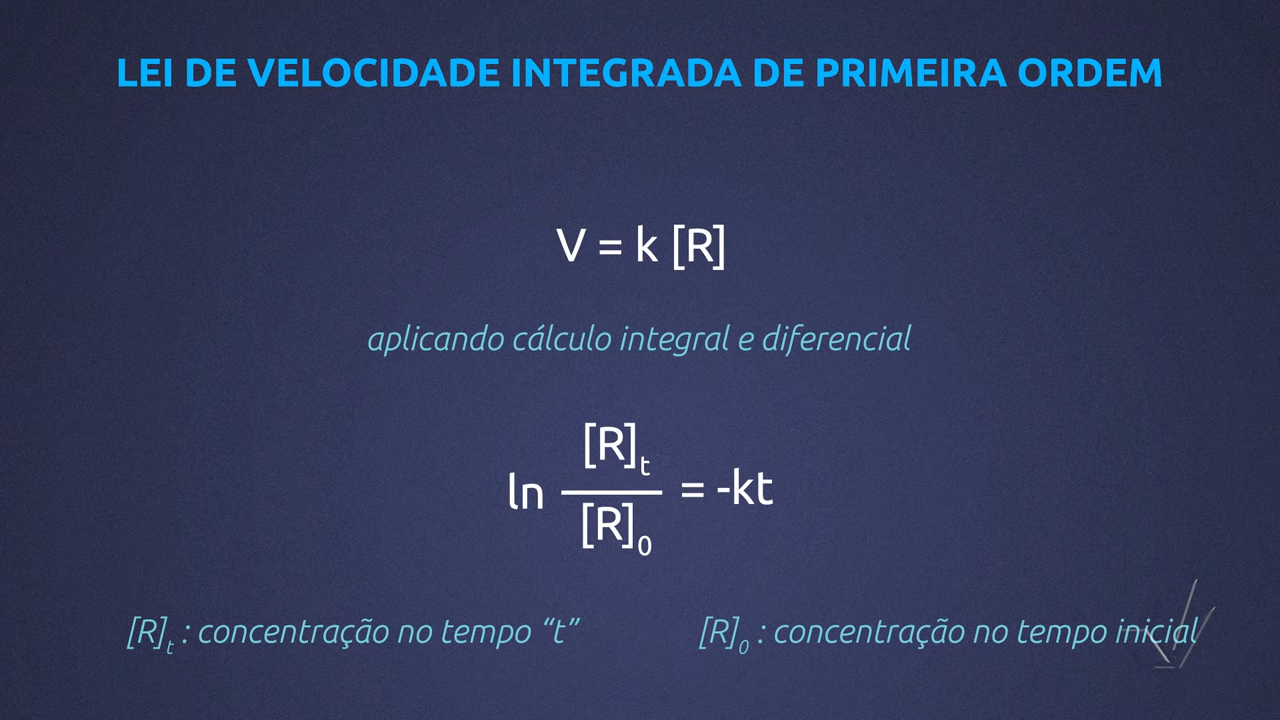 LEI DE VELOCIDADE INTEGRADA DE PRIMEIRA ORDEM
V = k [R]
aplicando cálculo integral e diferencial
ln [R]t / [R]0 = -kt
[R]t : concentração no tempo “t”
[R]0 : concentração no tempo inicial